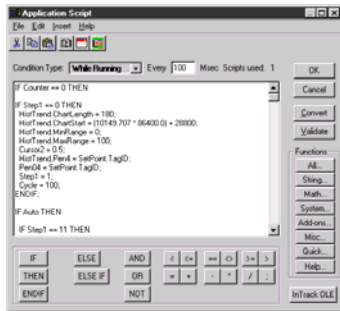 Application Script
File Edit Insert Help
Condition Type: While Running Every 100 Msec Scripts used: 1
OK
Cancel
Convert
Validate
Functions
All...
String...
Math...
System...
Add-ons...
Misc...
Quick...
Help...
InTrack OLE
IF Counter == 0 THEN
IF Step1 == 0 THEN
HistTrend.ChartLength = 180;
HistTrend.ChartStart = (10149.707 * 86400.0) + 28800;
HistTrend.MinRange = 0;
HistTrend.MaxRange = 100;
Cursor2 = 0.5;
HistTrend.Pen4 = SetPoint.TagID;
Pen04 = SetPoint.TagID;
Step1 = 1;
Cycle = 100;
ENDIF;
IF Auto THEN
IF Step1 == 11 THEN
IF ELSE AND < <= == <> >= >
THEN ELSE IF OR = + - * / ;
ENDIF NOT